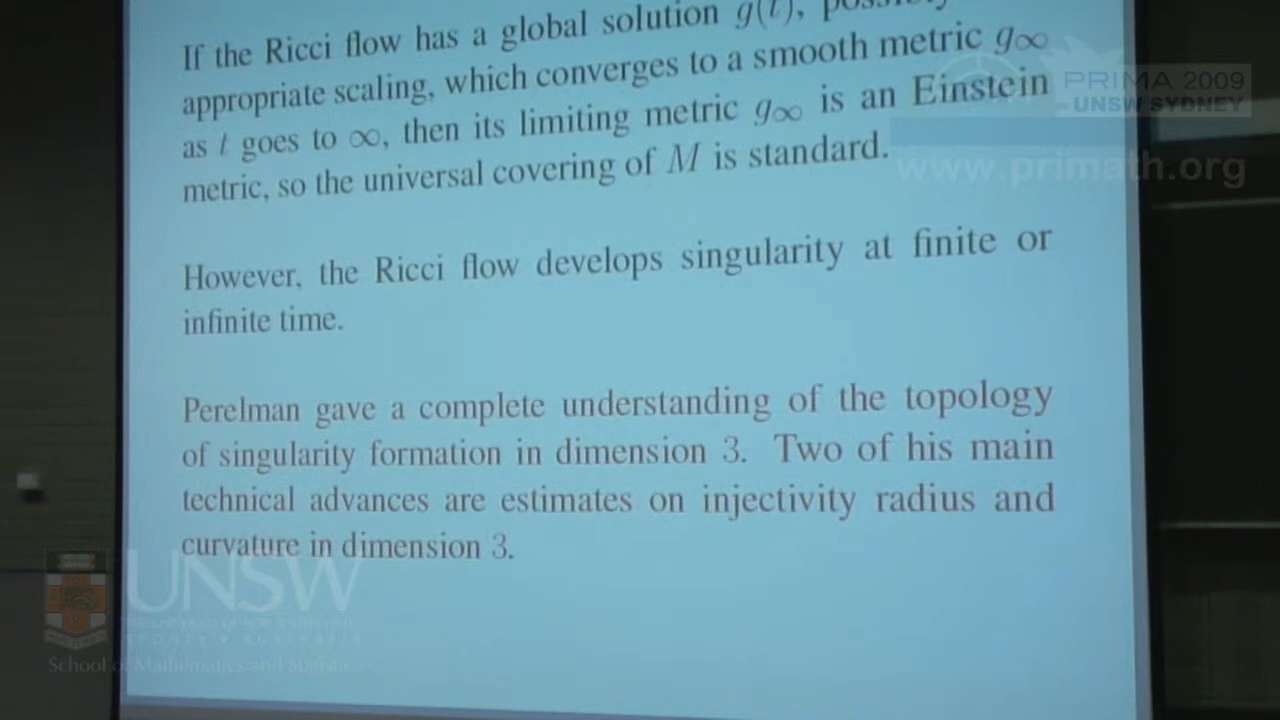 If the Ricci flow has a global solution g(t),
appropriate scaling, which converges to a smooth metric g∞
as t goes to ∞, then its limiting metric g∞ is an Einstein
metric, so the universal covering of M is standard.
However, the Ricci flow develops singularity at finite or
infinite time.
Perelman gave a complete understanding of the topology
of singularity formation in dimension 3. Two of his main
technical advances are estimates on injectivity radius and
curvature in dimension 3.
PRIMA 2009
UNSW SYDNEY
www.primath.org
UNSW
School of Mathematics and Statistics